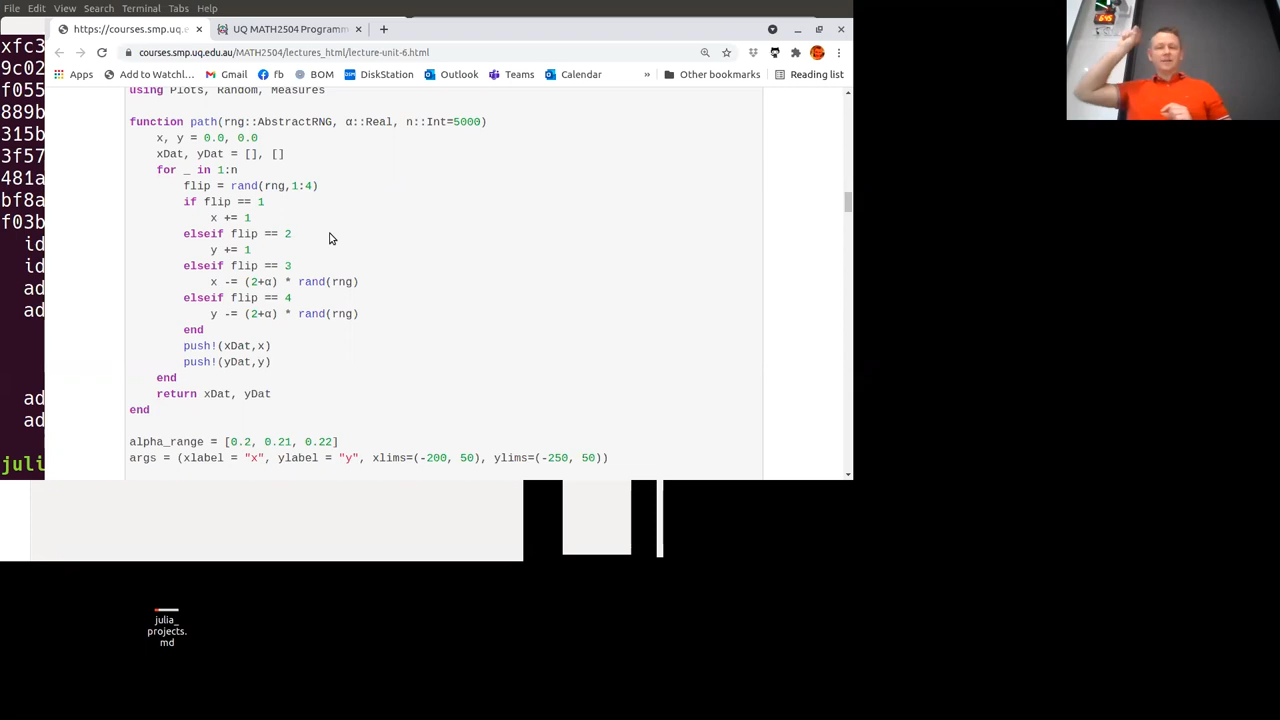 File Edit View Search Terminal Tabs Help
https://courses.smp.uq.e
UQ MATH2504 Programm
courses.smp.uq.edu.au/MATH2504/lectures_html/lecture-unit-6.html
Apps Add to Watchl... Gmail fb BOM DiskStation Outlook Teams Calendar » Other bookmarks Reading list
xfc3
9c02
f055
889b
315b
3f57
481a
bf8a
f03b
id
id
ad
ad
ad
ad
juli
using Plots, Random, Measures
function path(rng::AbstractRNG, α::Real, n::Int=5000)
x, y = 0.0, 0.0
xDat, yDat = [], []
for _ in 1:n
flip = rand(rng,1:4)
if flip == 1
x += 1
elseif flip == 2
y += 1
elseif flip == 3
x -= (2+α) * rand(rng)
elseif flip == 4
y -= (2+α) * rand(rng)
end
push!(xDat,x)
push!(yDat,y)
end
return xDat, yDat
end
alpha_range = [0.2, 0.21, 0.22]
args = (xlabel = "x", ylabel = "y", xlims=(-200, 50), ylims=(-250, 50))
julia_
projects.
md